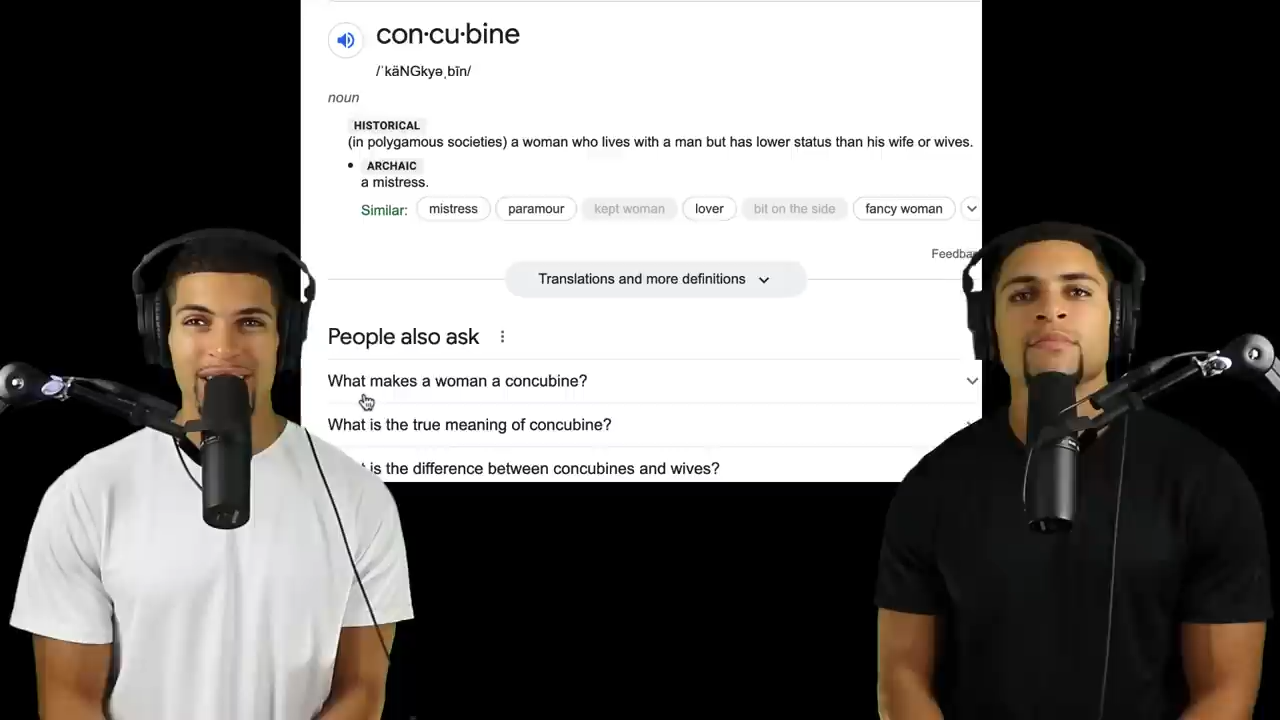 con·cu·bine
/ˈkäNGkyəˌbīn/
noun
HISTORICAL
(in polygamous societies) a woman who lives with a man but has lower status than his wife or wives.
ARCHAIC
a mistress.
Similar: mistress paramour kept woman lover bit on the side fancy woman
Feedba
Translations and more definitions
People also ask
What makes a woman a concubine?
What is the true meaning of concubine?
is the difference between concubines and wives?